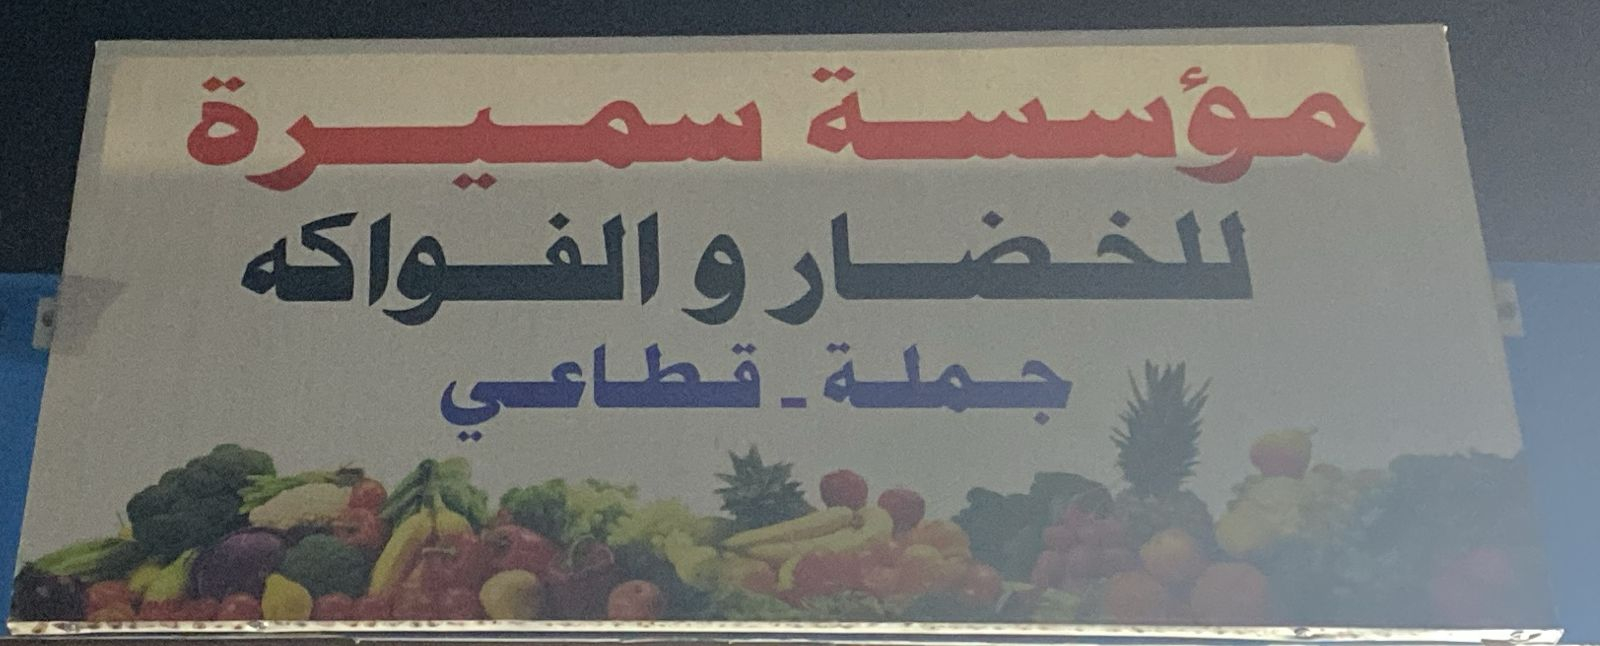 مؤسسة سميرة
للخضار و الفواكه
جملة - قطاعي